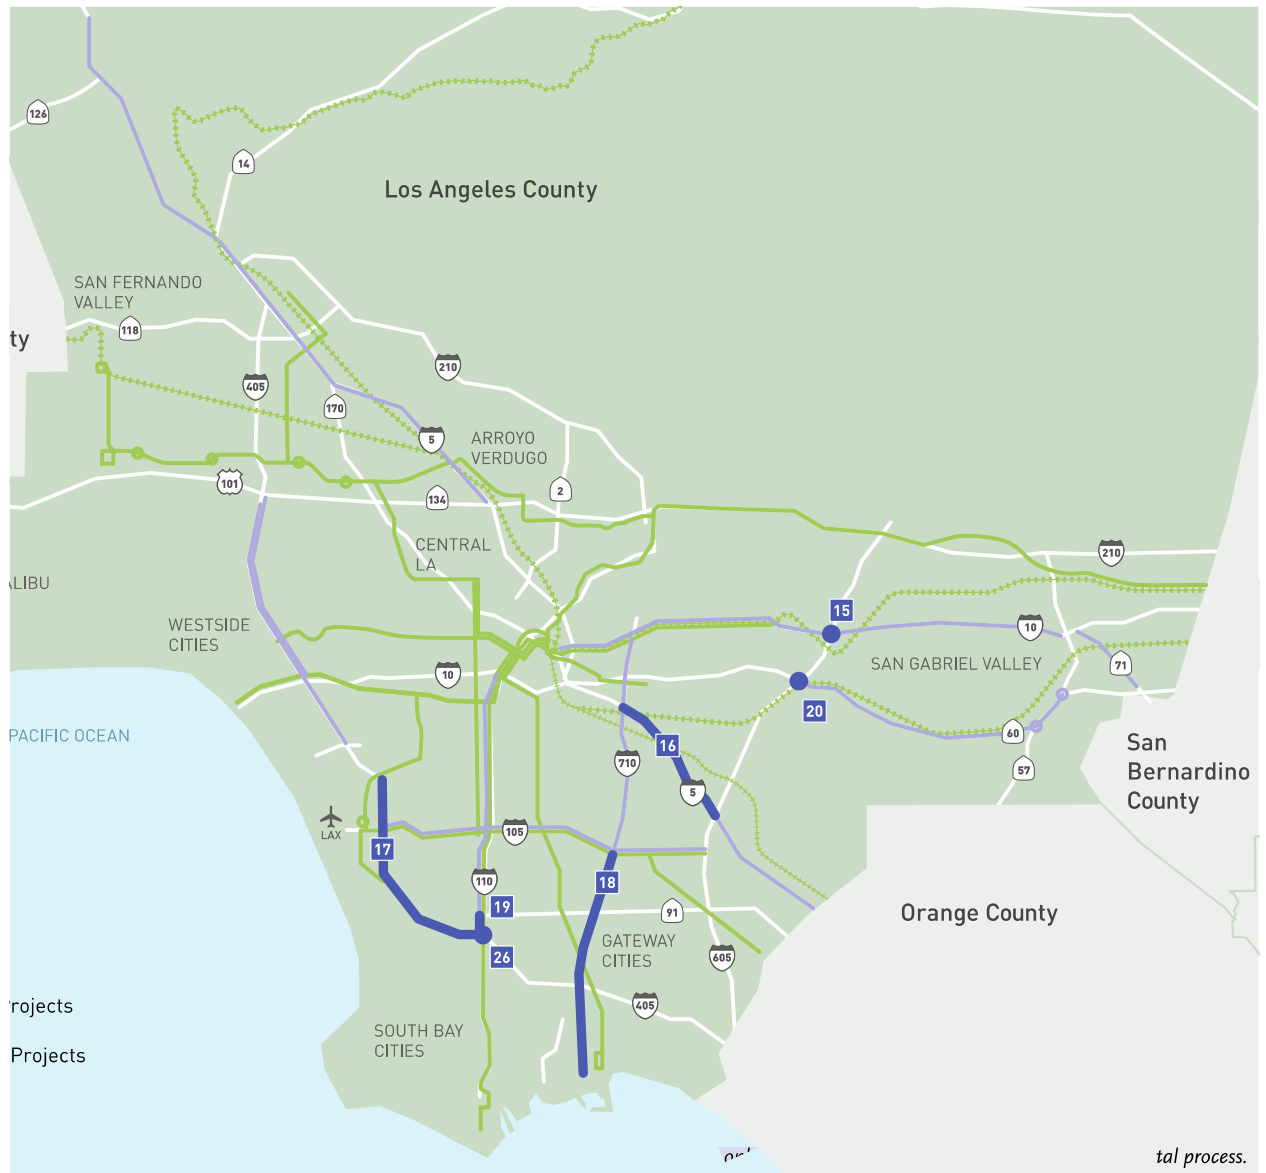 126
14
Los Angeles County
SAN FERNANDO
VALLEY
118
ty
210
405
170
5
ARROYO
VERDUGO
101
134
2
CENTRAL
LA
210
ALIBU
15
WESTSIDE
CITIES
10
SAN GABRIEL VALLEY
71
10
20
PACIFIC OCEAN
60
16
San
Bernardino
County
710
57
5
LAX
105
17
110
18
19
91
Orange County
GATEWAY
CITIES
26
605
rojects
405
SOUTH BAY
CITIES
Projects
tal process.